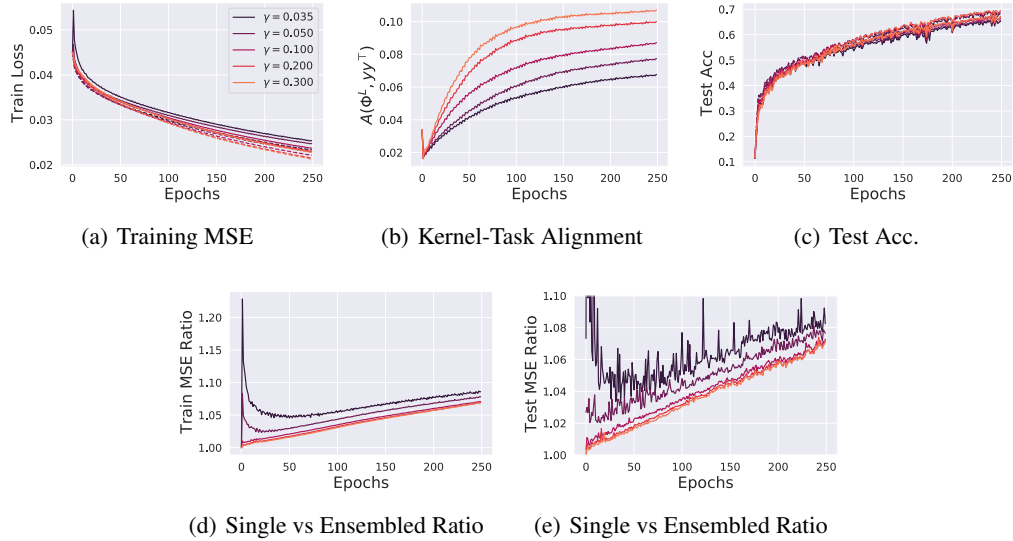 Train Loss
0.05
0.04
0.03
0.02
γ = 0.035
γ = 0.050
γ = 0.100
γ = 0.200
γ = 0.300
0 50 100 150 200 250
Epochs
(a) Training MSE
A(Φ^L, yy^⊤)
0.10
0.08
0.06
0.04
0.02
0 50 100 150 200 250
Epochs
(b) Kernel-Task Alignment
Test Acc
0.7
0.6
0.5
0.4
0.3
0.2
0.1
0 50 100 150 200 250
Epochs
(c) Test Acc.
Train MSE Ratio
1.20
1.15
1.10
1.05
1.00
0 50 100 150 200 250
Epochs
(d) Single vs Ensembled Ratio
Test MSE Ratio
1.10
1.08
1.06
1.04
1.02
1.00
0 50 100 150 200 250
Epochs
(e) Single vs Ensembled Ratio